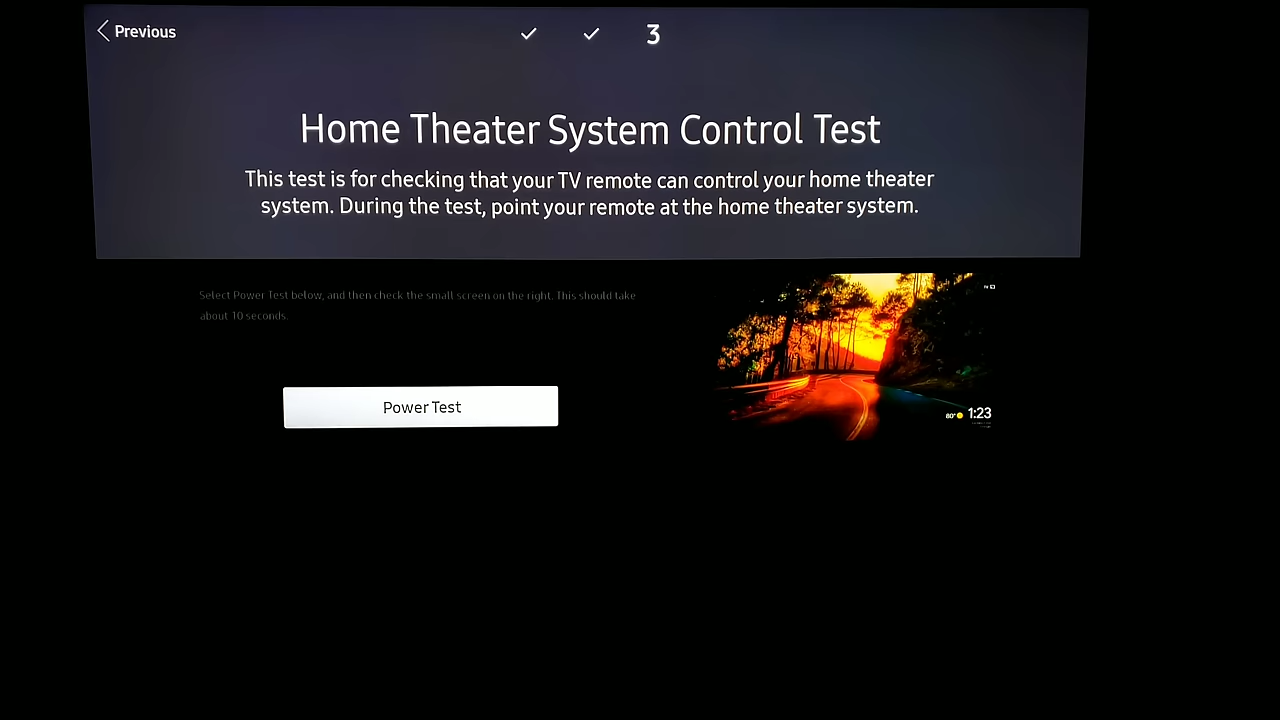 Previous
3
Home Theater System Control Test
This test is for checking that your TV remote can control your home theater
system. During the test, point your remote at the home theater system.
Select Power Test below, and then check the small screen on the right. This should take
about 10 seconds.
80° 1:23
Power Test